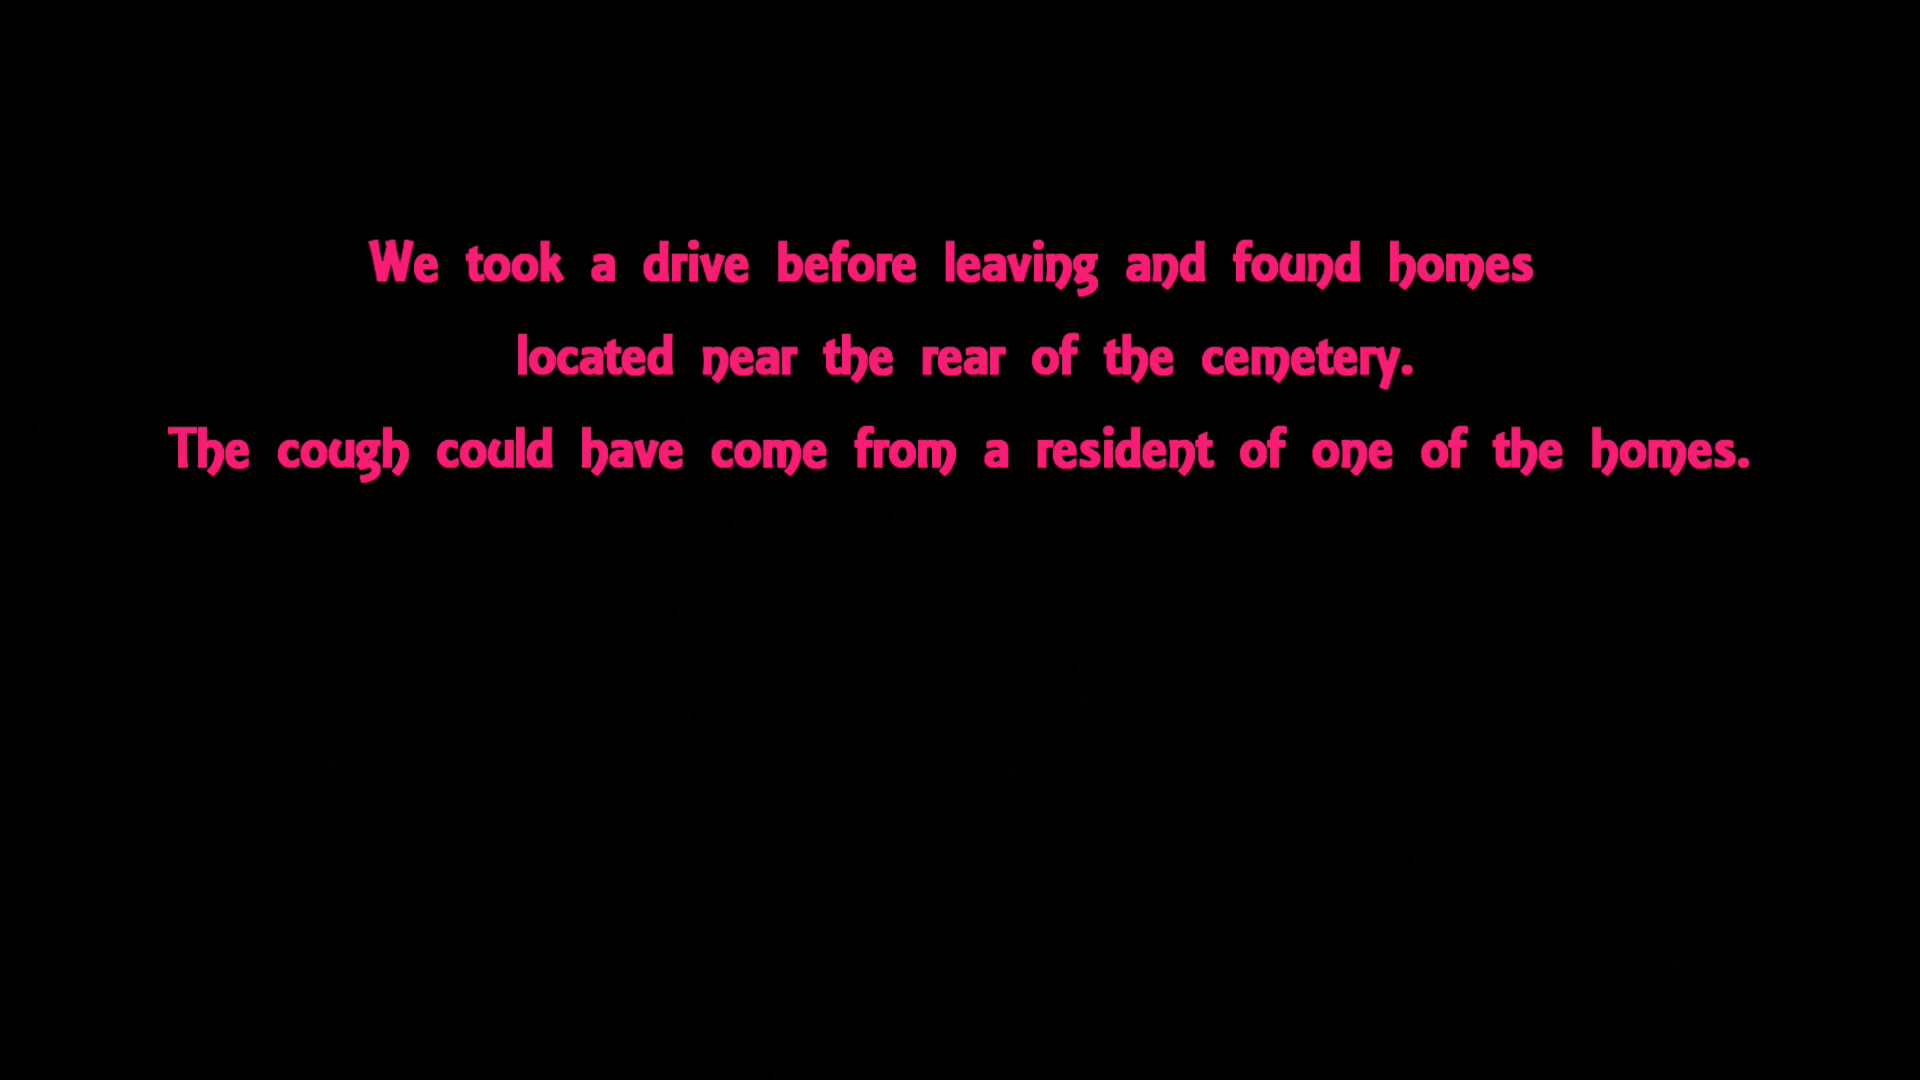 We took a drive before leaving and found homes
located near the rear of the cemetery.
The cough could have come from a resident of one of the homes.